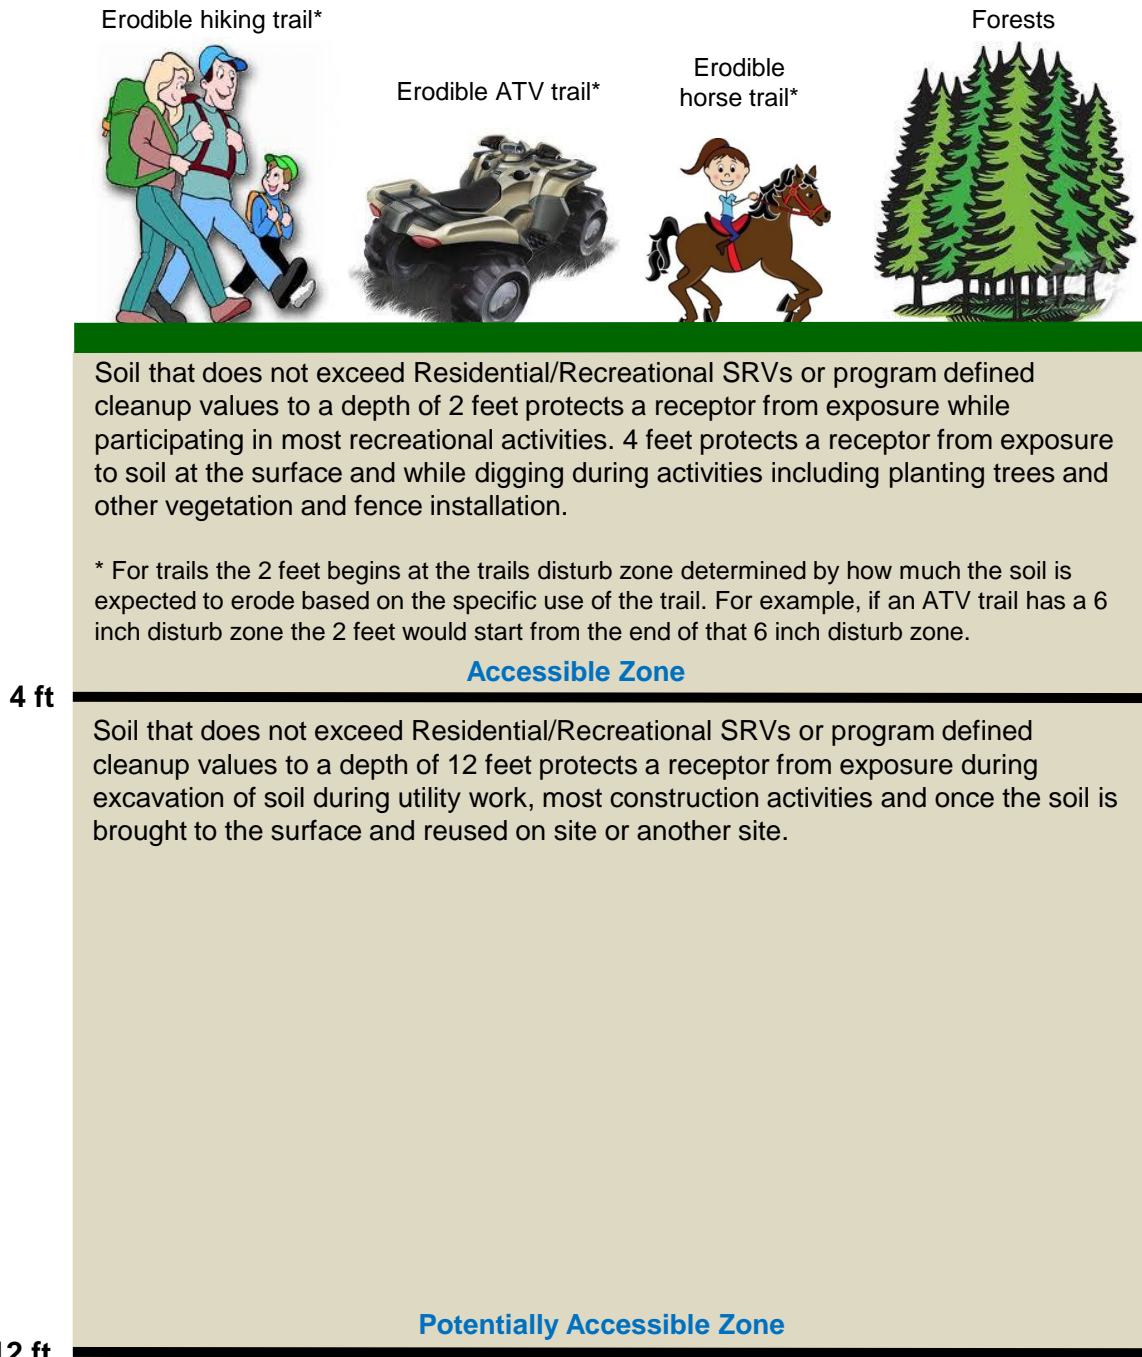 Erodible hiking trail*
Forests
Erodible ATV trail*
Erodible
horse trail*
Soil that does not exceed Residential/Recreational SRVs or program defined
cleanup values to a depth of 2 feet protects a receptor from exposure while
participating in most recreational activities. 4 feet protects a receptor from exposure
to soil at the surface and while digging during activities including planting trees and
other vegetation and fence installation.
* For trails the 2 feet begins at the trails disturb zone determined by how much the soil is
expected to erode based on the specific use of the trail. For example, if an ATV trail has a 6
inch disturb zone the 2 feet would start from the end of that 6 inch disturb zone.
Accessible Zone
4 ft
Soil that does not exceed Residential/Recreational SRVs or program defined
cleanup values to a depth of 12 feet protects a receptor from exposure during
excavation of soil during utility work, most construction activities and once the soil is
brought to the surface and reused on site or another site.
Potentially Accessible Zone
12 ft